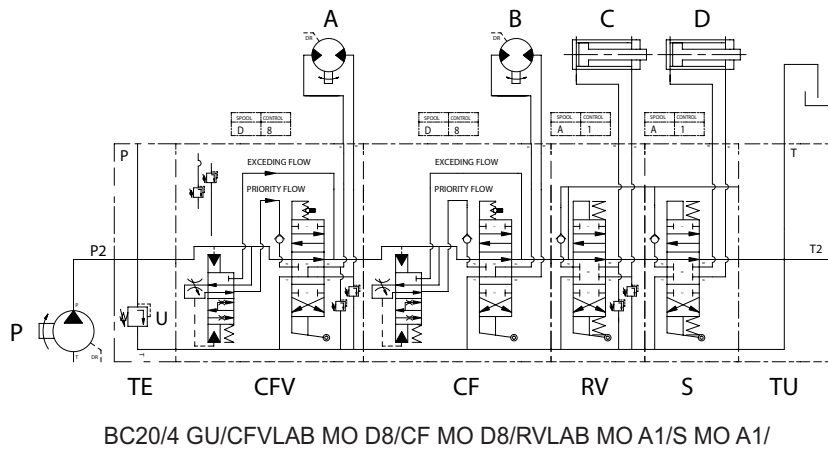 A
B
C
D
DR
DR
SPOOL CONTROL
D 8
SPOOL CONTROL
D 8
SPOOL CONTROL
A 1
SPOOL CONTROL
A 1
P
T
EXCEDING FLOW
EXCEDING FLOW
PRIORITY FLOW
PRIORITY FLOW
P2
T2
P
P
U
T
DR
T
TE
CFV
CF
RV
S
TU
BC20/4 GU/CFVLAB MO D8/CF MO D8/RVLAB MO A1/S MO A1/